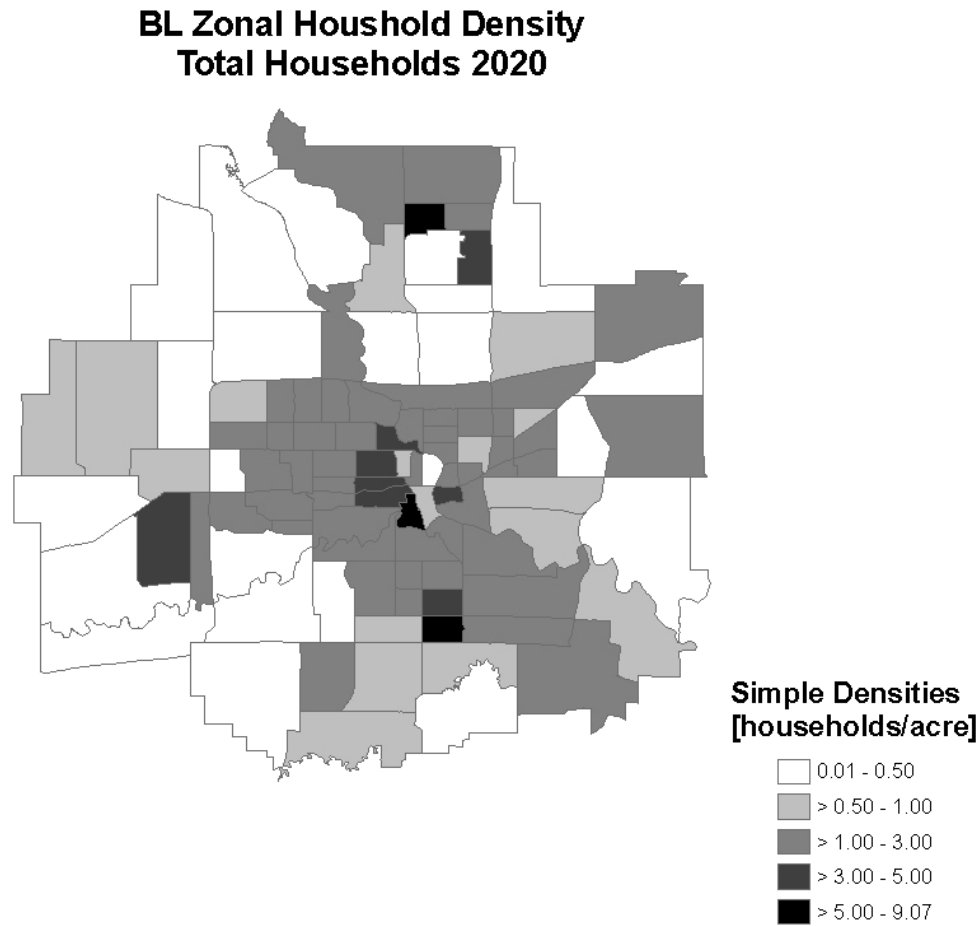 BL Zonal Houshold Density
Total Households 2020
Simple Densities
[households/acre]
0.01 - 0.50
> 0.50 - 1.00
> 1.00 - 3.00
> 3.00 - 5.00
> 5.00 - 9.07